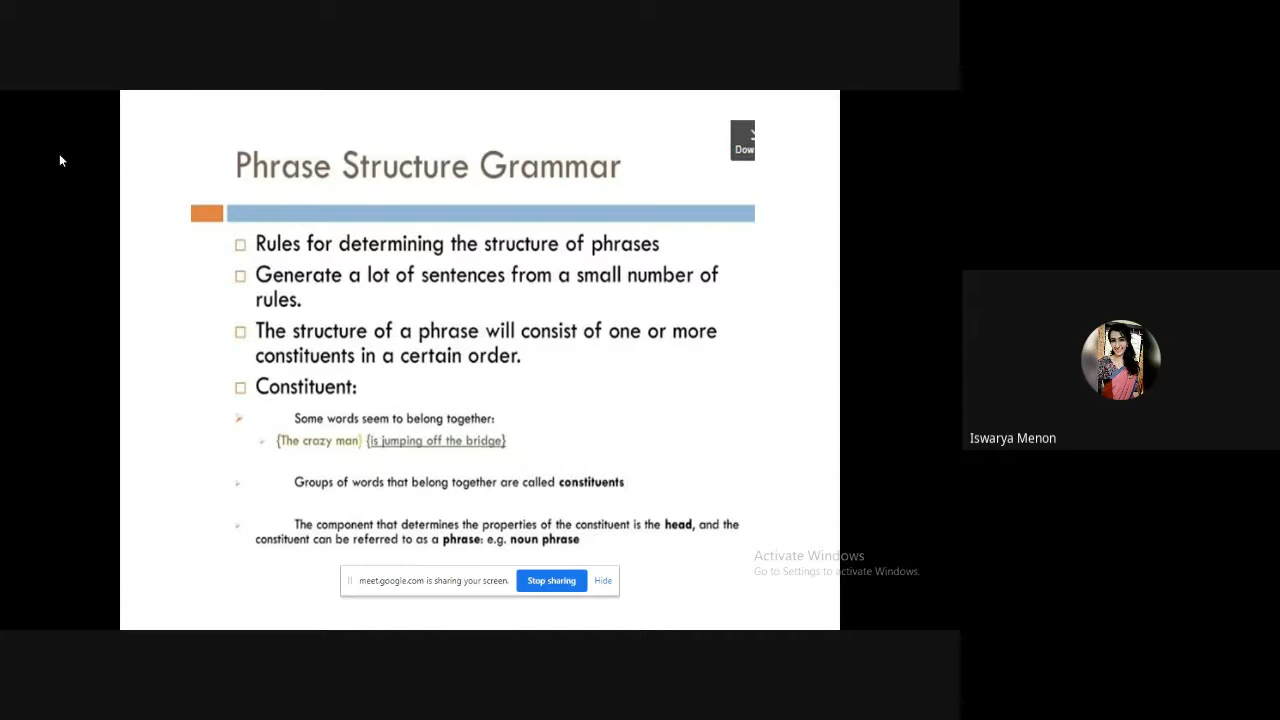 Dow
Phrase Structure Grammar
Rules for determining the structure of phrases
Generate a lot of sentences from a small number of
rules.
The structure of a phrase will consist of one or more
constituents in a certain order.
Constituent:
Some words seem to belong together:
{The crazy man} {is jumping off the bridge}
Groups of words that belong together are called constituents
The component that determines the properties of the constituent is the head, and the
constituent can be referred to as a phrase: e.g. noun phrase
meet.google.com is sharing your screen.
Stop sharing
Hide
Activate Windows
Go to Settings to activate Windows.
Iswarya Menon